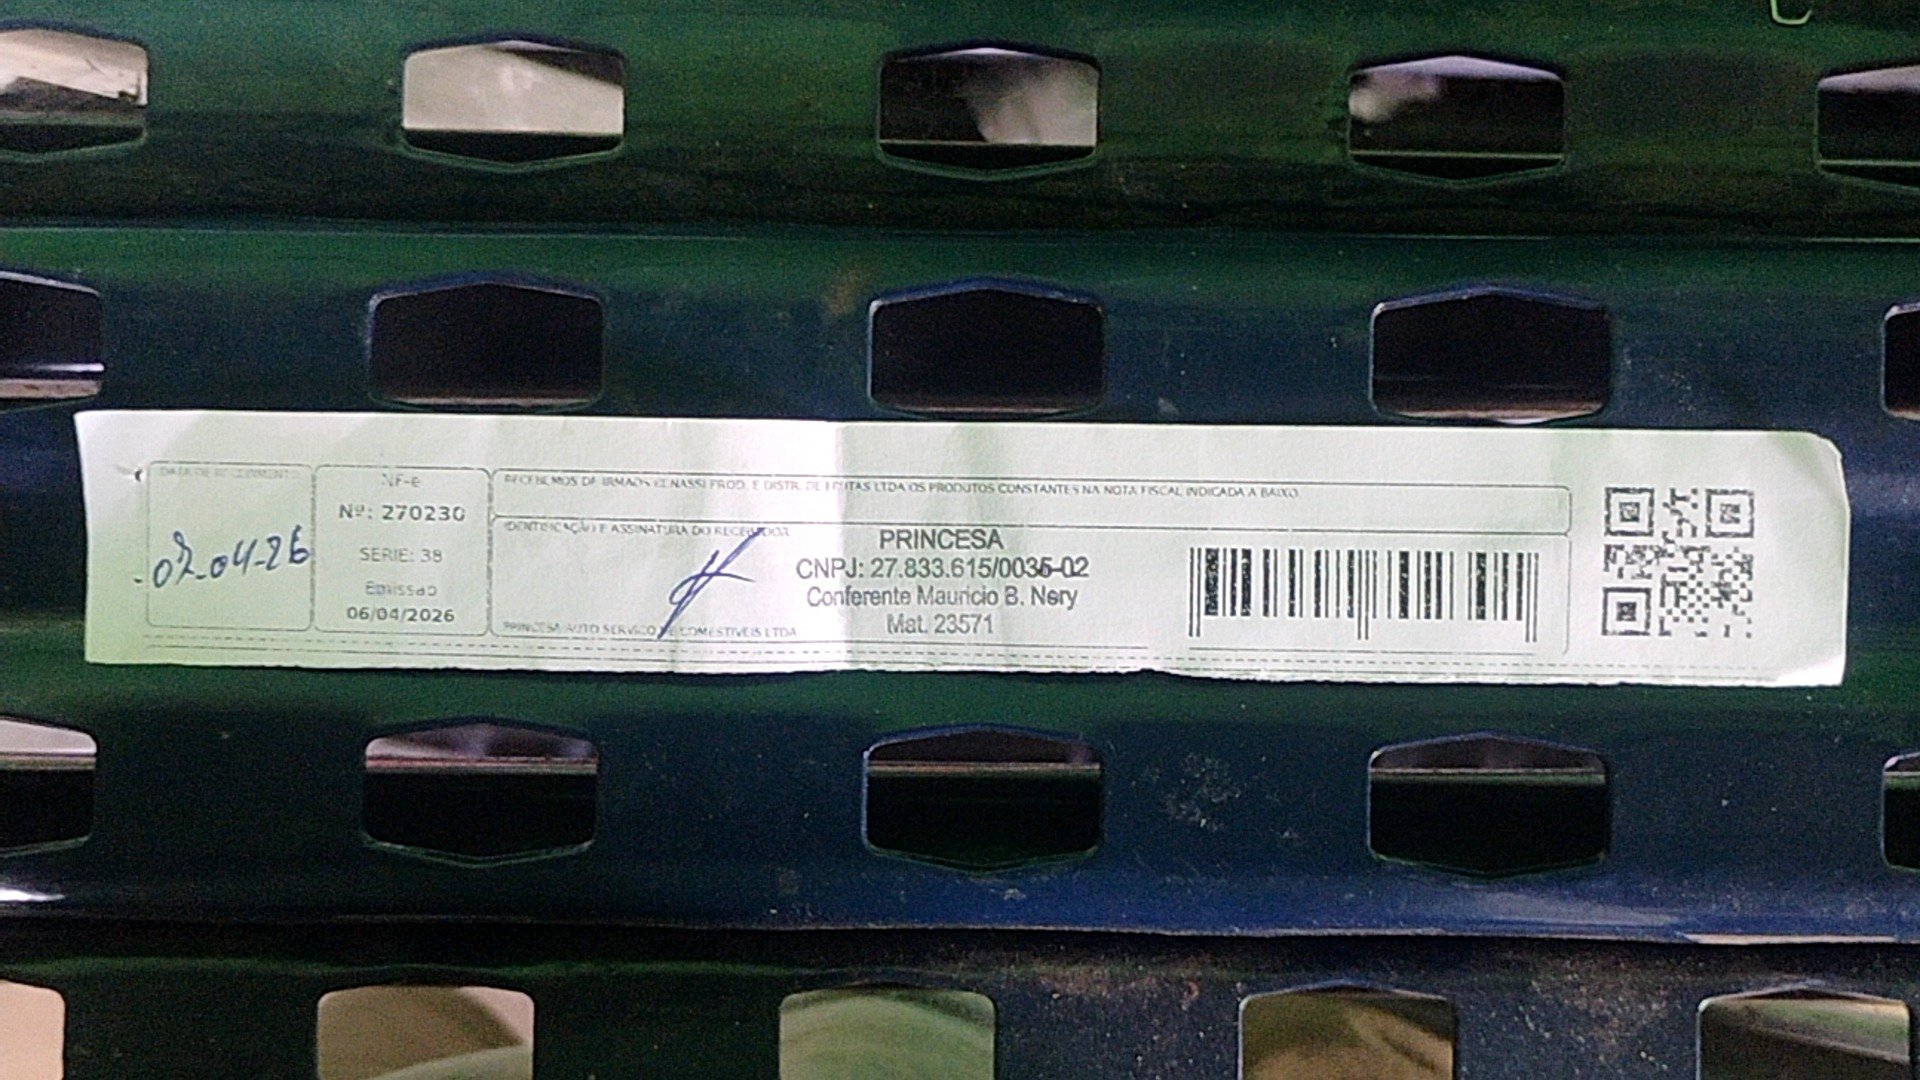 DATA DE RECEBIMENTO
07-04-26
NF-e
Nº: 270230
SERIE: 38
Emissão
06/04/2026
RECEBEMOS DE IRMAOS BENASSI PROD. E DISTR. DE FRUTAS LTDA OS PRODUTOS CONSTANTES NA NOTA FISCAL INDICADA A BAIXO
IDENTIFICAÇÃO E ASSINATURA DO RECEBEDOR
PRINCESA
CNPJ: 27.833.615/0035-02
Conferente Mauricio B. Nery
Mat. 23571
PRINCESA AUTO SERVICO DE COMESTIVEIS LTDA